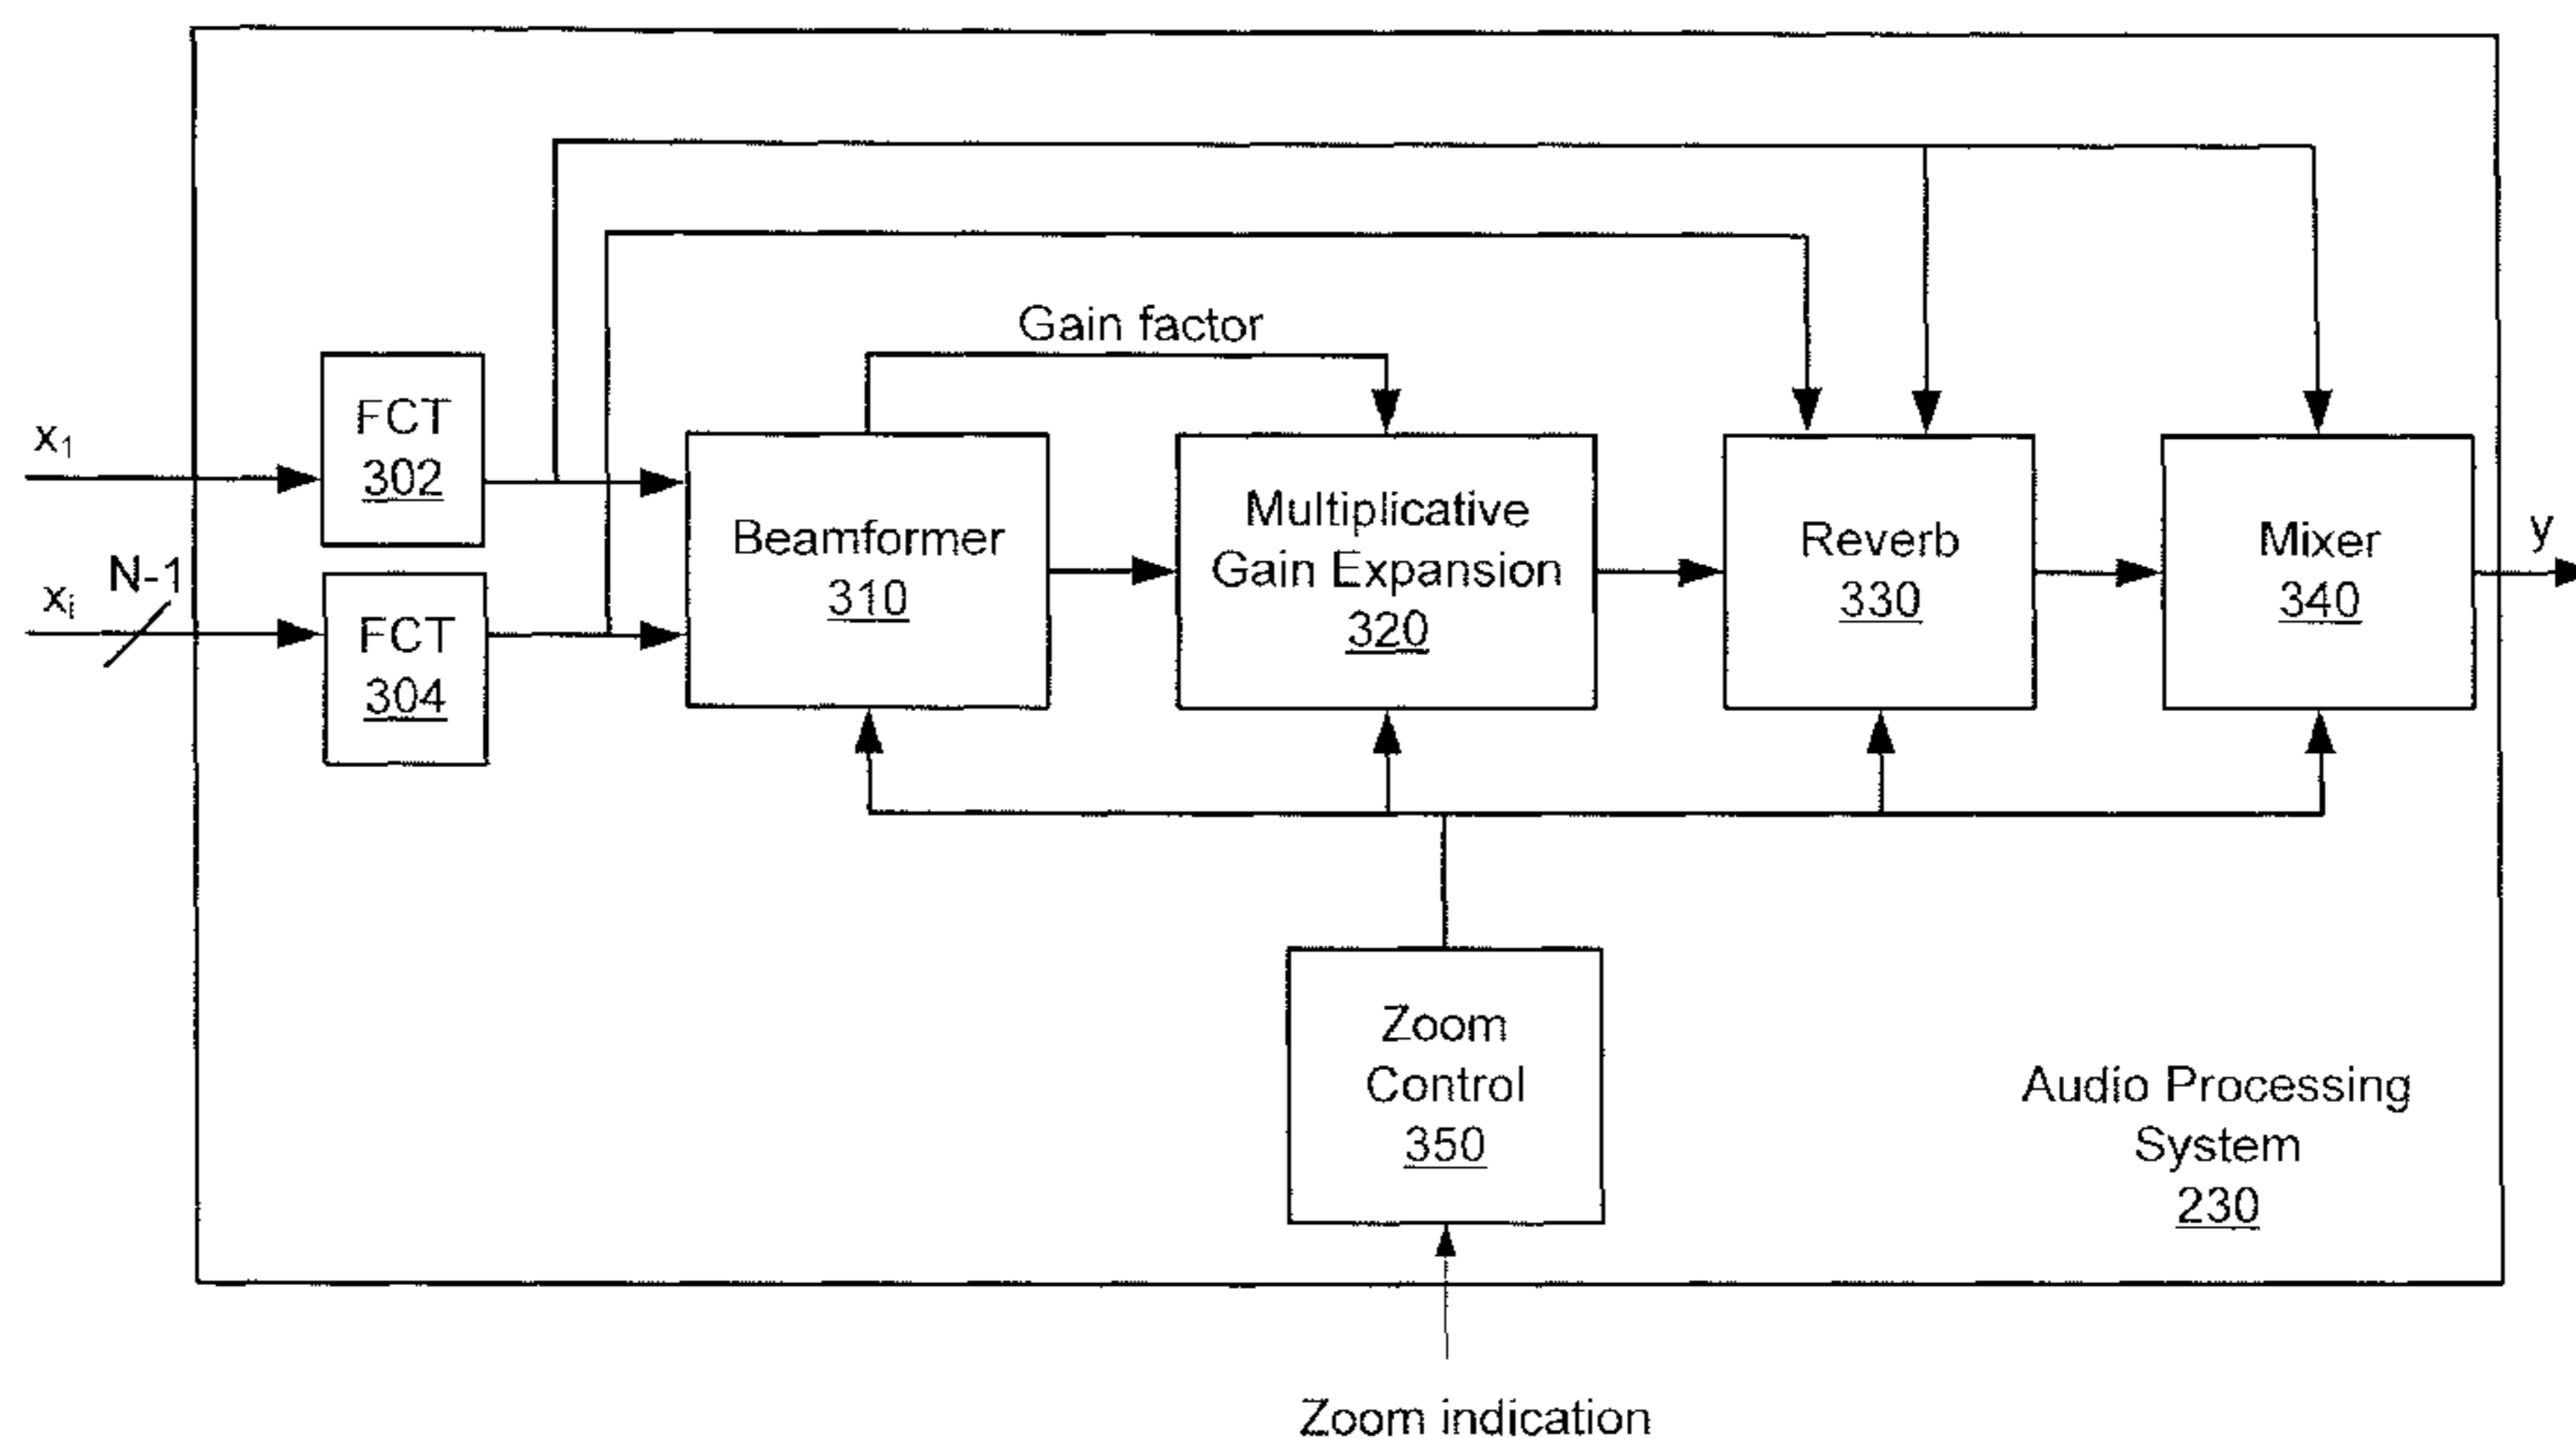 Gain factor
FCT
302
x₁
N-1
xᵢ
FCT
304
Beamformer
310
Multiplicative
Gain Expansion
320
Reverb
330
Mixer
340
y
Zoom
Control
350
Audio Processing
System
230
Zoom indication